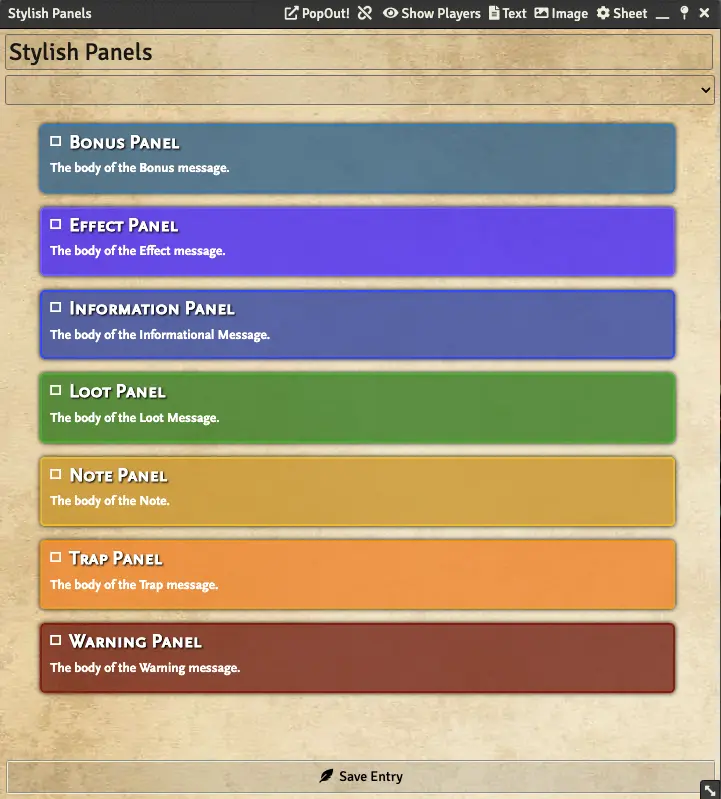 Stylish Panels PopOut! Show Players Text Image Sheet
Stylish Panels
Bonus Panel
The body of the Bonus message.
Effect Panel
The body of the Effect message.
Information Panel
The body of the Informational Message.
Loot Panel
The body of the Loot Message.
Note Panel
The body of the Note.
Trap Panel
The body of the Trap message.
Warning Panel
The body of the Warning message.
Save Entry